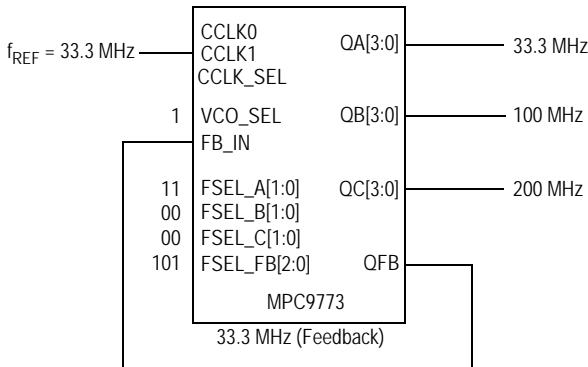 CCLK0
CCLK1
CCLK_SEL
fREF = 33.3 MHz
QA[3:0]
33.3 MHz
1
VCO_SEL
FB_IN
QB[3:0]
100 MHz
11
FSEL_A[1:0]
00
FSEL_B[1:0]
00
FSEL_C[1:0]
101
FSEL_FB[2:0]
QC[3:0]
200 MHz
QFB
MPC9773
33.3 MHz (Feedback)